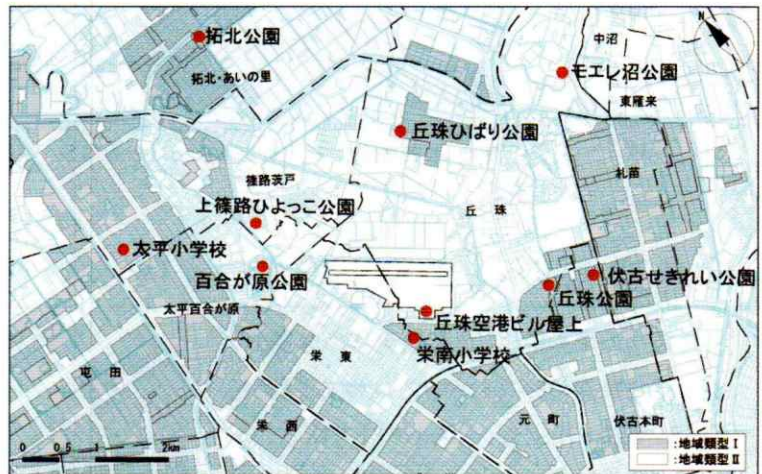 拓北公園
中沼
N
モエレ沼公園
拓北・あいの里
東雁来
丘珠ひばり公園
札苗
篠路茨戸
上篠路ひよっこ公園
丘珠
太平小学校
百合が原公園
伏古せきれい公園
丘珠公園
太平百合が原
丘珠空港ビル屋上
栄南小学校
栄東
屯田
栄西
元町
伏古本町
0 0.5 1 2km
:地域類型Ⅰ
:地域類型Ⅱ